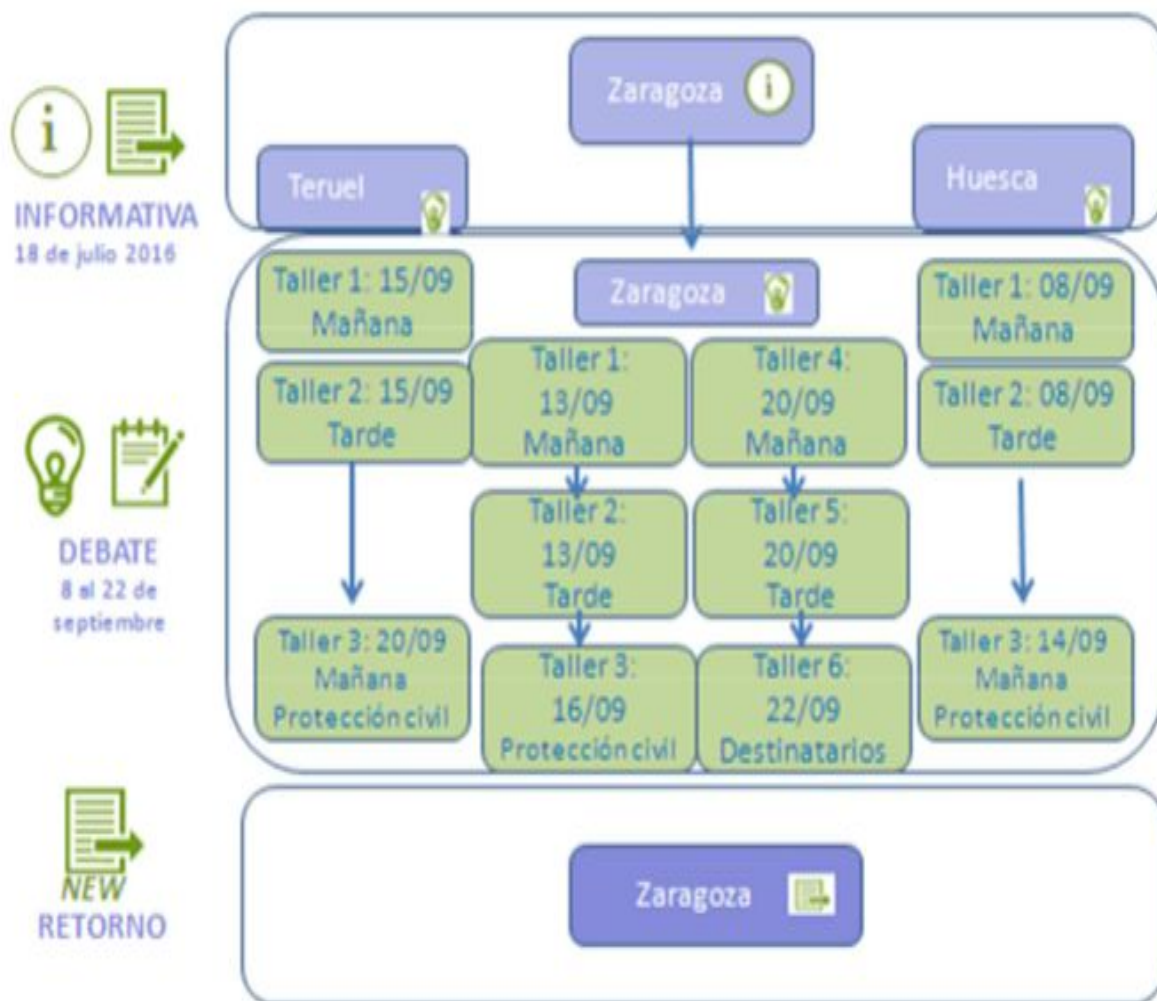 i
INFORMATIVA
18 de julio 2016
Zaragoza
i
Teruel
Huesca
DEBATE
8 al 22 de
septiembre
Taller 1: 15/09
Mañana
Taller 2: 15/09
Tarde
Taller 3: 20/09
Mañana
Protección civil
Zaragoza
Taller 1:
13/09
Mañana
Taller 2:
13/09
Tarde
Taller 3:
16/09
Protección civil
Taller 4:
20/09
Mañana
Taller 5:
20/09
Tarde
Taller 6:
22/09
Destinatarios
Taller 1: 08/09
Mañana
Taller 2: 08/09
Tarde
Taller 3: 14/09
Mañana
Protección civil
NEW
RETORNO
Zaragoza